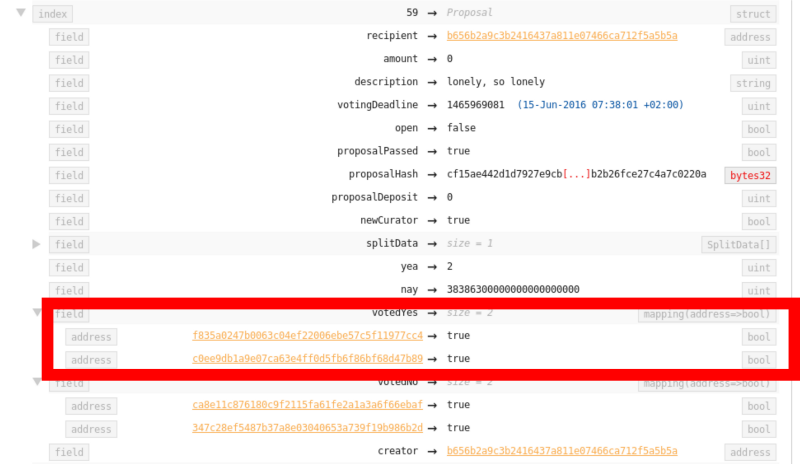 index 59 → Proposal struct
field recipient → b656b2a9c3b2416437a811e07466ca712f5a5b5a address
field amount → 0 uint
field description → lonely, so lonely string
field votingDeadline → 1465969081 (15-Jun-2016 07:38:01 +02:00) uint
field open → false bool
field proposalPassed → true bool
field proposalHash → cf15ae442d1d7927e9cb[...]b2b26fce27c4a7c0220a bytes32
field proposalDeposit → 0 uint
field newCurator → true bool
field splitData → size = 1 SplitData[]
field yea → 2 uint
field nay → 38386300000000000000000 uint
field votedYes → size = 2 mapping(address=>bool)
address f835a0247b0063c04ef22006ebe57c5f11977cc4 → true bool
address c0ee9db1a9e07ca63e4ff0d5fb6f86bf68d47b89 → true bool
field votedNo → size = 2 mapping(address=>bool)
address ca8e11c876180c9f2115fa61fe2a1a3a6f66ebaf → true bool
address 347c28ef5487b37a8e03040653a739f19b986b2d → true bool
field creator → b656b2a9c3b2416437a811e07466ca712f5a5b5a address